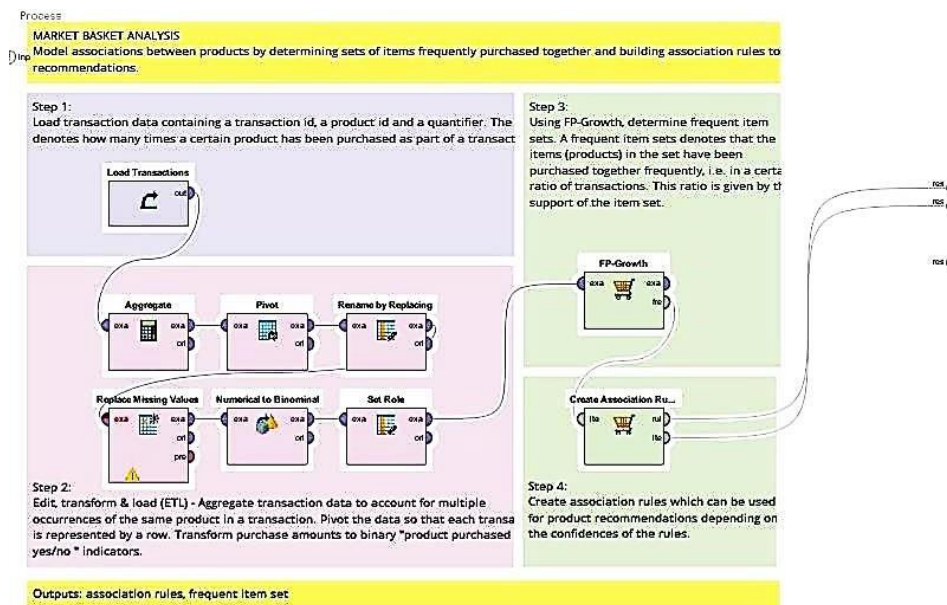 Process
MARKET BASKET ANALYSIS
Model associations between products by determining sets of items frequently purchased together and building association rules to
recommendations.
Inp
Step 1:
Load transaction data containing a transaction id, a product id and a quantifier. The
denotes how many times a certain product has been purchased as part of a transact
Load Transactions
out
Step 3:
Using FP-Growth, determine frequent item
sets. A frequent item sets denotes that the
items (products) in the set have been
purchased together frequently, i.e. in a certa
ratio of transactions. This ratio is given by th
support of the item set.
res
res
res
FP-Growth
exa exa
fre
Aggregate Pivot Rename by Replacing
exa exa exa exa exa exa
ori ori ori
Replace Missing Values Numerical to Binominal Set Role
exa exa exa exa exa exa
ori ori ori
pre
Create Association Ru...
ite rul
ite
Step 2:
Edit, transform & load (ETL) - Aggregate transaction data to account for multiple
occurrences of the same product in a transaction. Pivot the data so that each transa
is represented by a row. Transform purchase amounts to binary "product purchased
yes/no " indicators.
Step 4:
Create association rules which can be used
for product recommendations depending on
the confidences of the rules.
Outputs: association rules, frequent item set